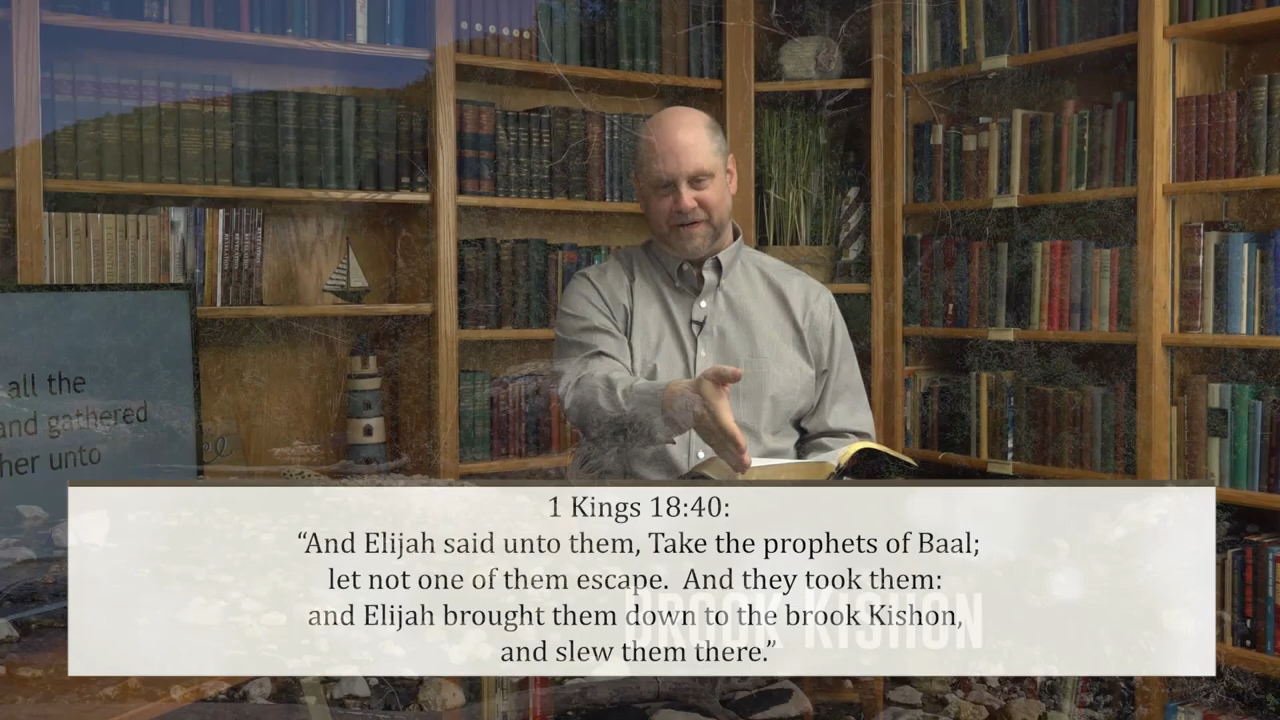 all the
and gathered
her unto
1 Kings 18:40:
“And Elijah said unto them, Take the prophets of Baal;
let not one of them escape.  And they took them:
and Elijah brought them down to the brook Kishon,
and slew them there.”
BROOK KISHON